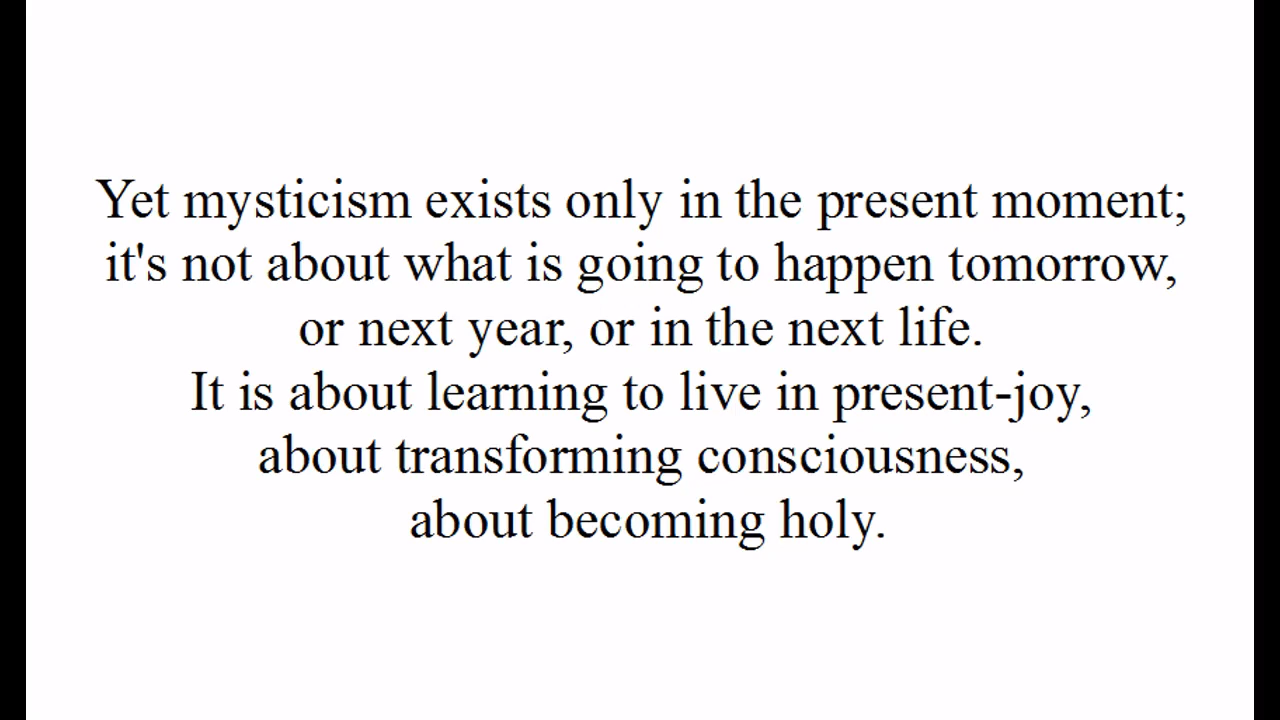 Yet mysticism exists only in the present moment;
it's not about what is going to happen tomorrow,
or next year, or in the next life.
It is about learning to live in present-joy,
about transforming consciousness,
about becoming holy.